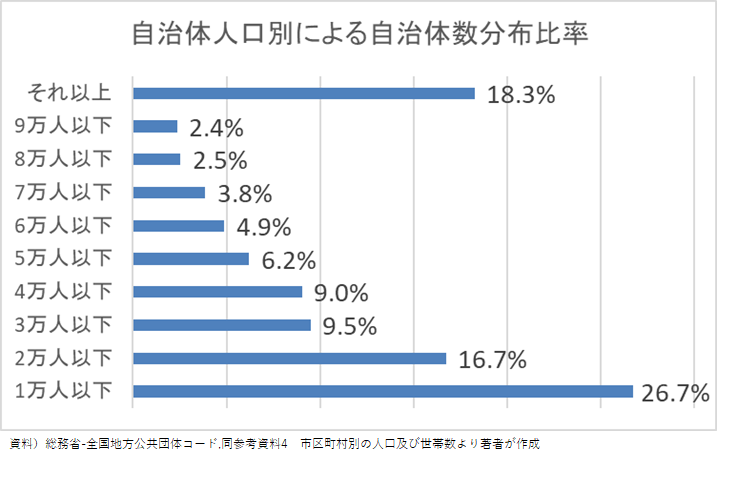 自治体人口別による自治体数分布比率
それ以上 18.3%
9万人以下 2.4%
8万人以下 2.5%
7万人以下 3.8%
6万人以下 4.9%
5万人以下 6.2%
4万人以下 9.0%
3万人以下 9.5%
2万人以下 16.7%
1万人以下 26.7%
資料）総務省-全国地方公共団体コード,同参考資料4　市区町村別の人口及び世帯数より著者が作成